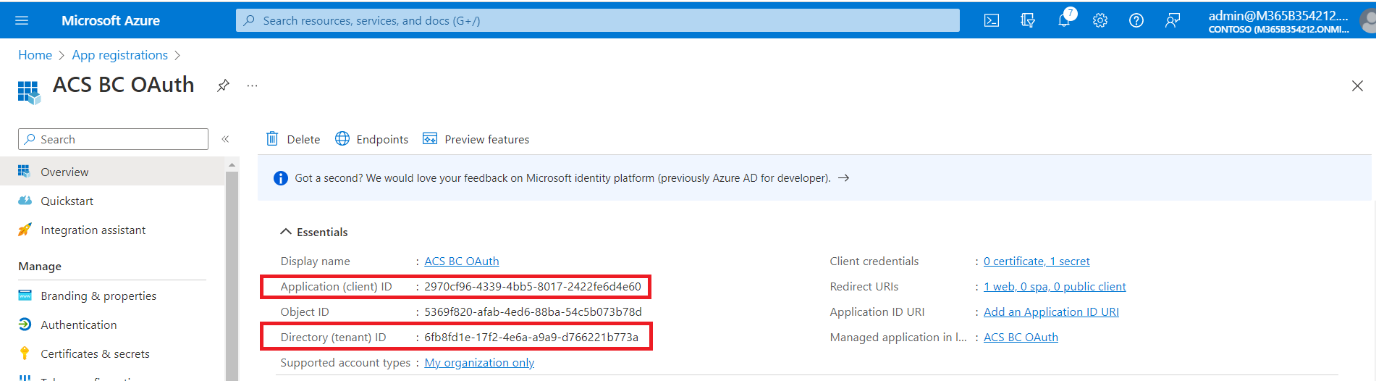 Microsoft Azure
Search resources, services, and docs (G+/)
7
admin@M365B354212....
CONTOSO (M365B354212.ONMI...
Home > App registrations >
ACS BC OAuth
...
Search
«
Delete
Endpoints
Preview features
Overview
Got a second? We would love your feedback on Microsoft identity platform (previously Azure AD for developer). →
Quickstart
Integration assistant
Essentials
Manage
Display name : ACS BC OAuth
Client credentials : 0 certificate, 1 secret
Application (client) ID : 2970cf96-4339-4bb5-8017-2422fe6d4e60
Redirect URIs : 1 web, 0 spa, 0 public client
Branding & properties
Object ID : 5369f820-afab-4ed6-88ba-54c5b073b78d
Application ID URI : Add an Application ID URI
Authentication
Directory (tenant) ID : 6fb8fd1e-17f2-4e6a-a9a9-d766221b773a
Managed application in l... : ACS BC OAuth
Certificates & secrets
Supported account types : My organization only